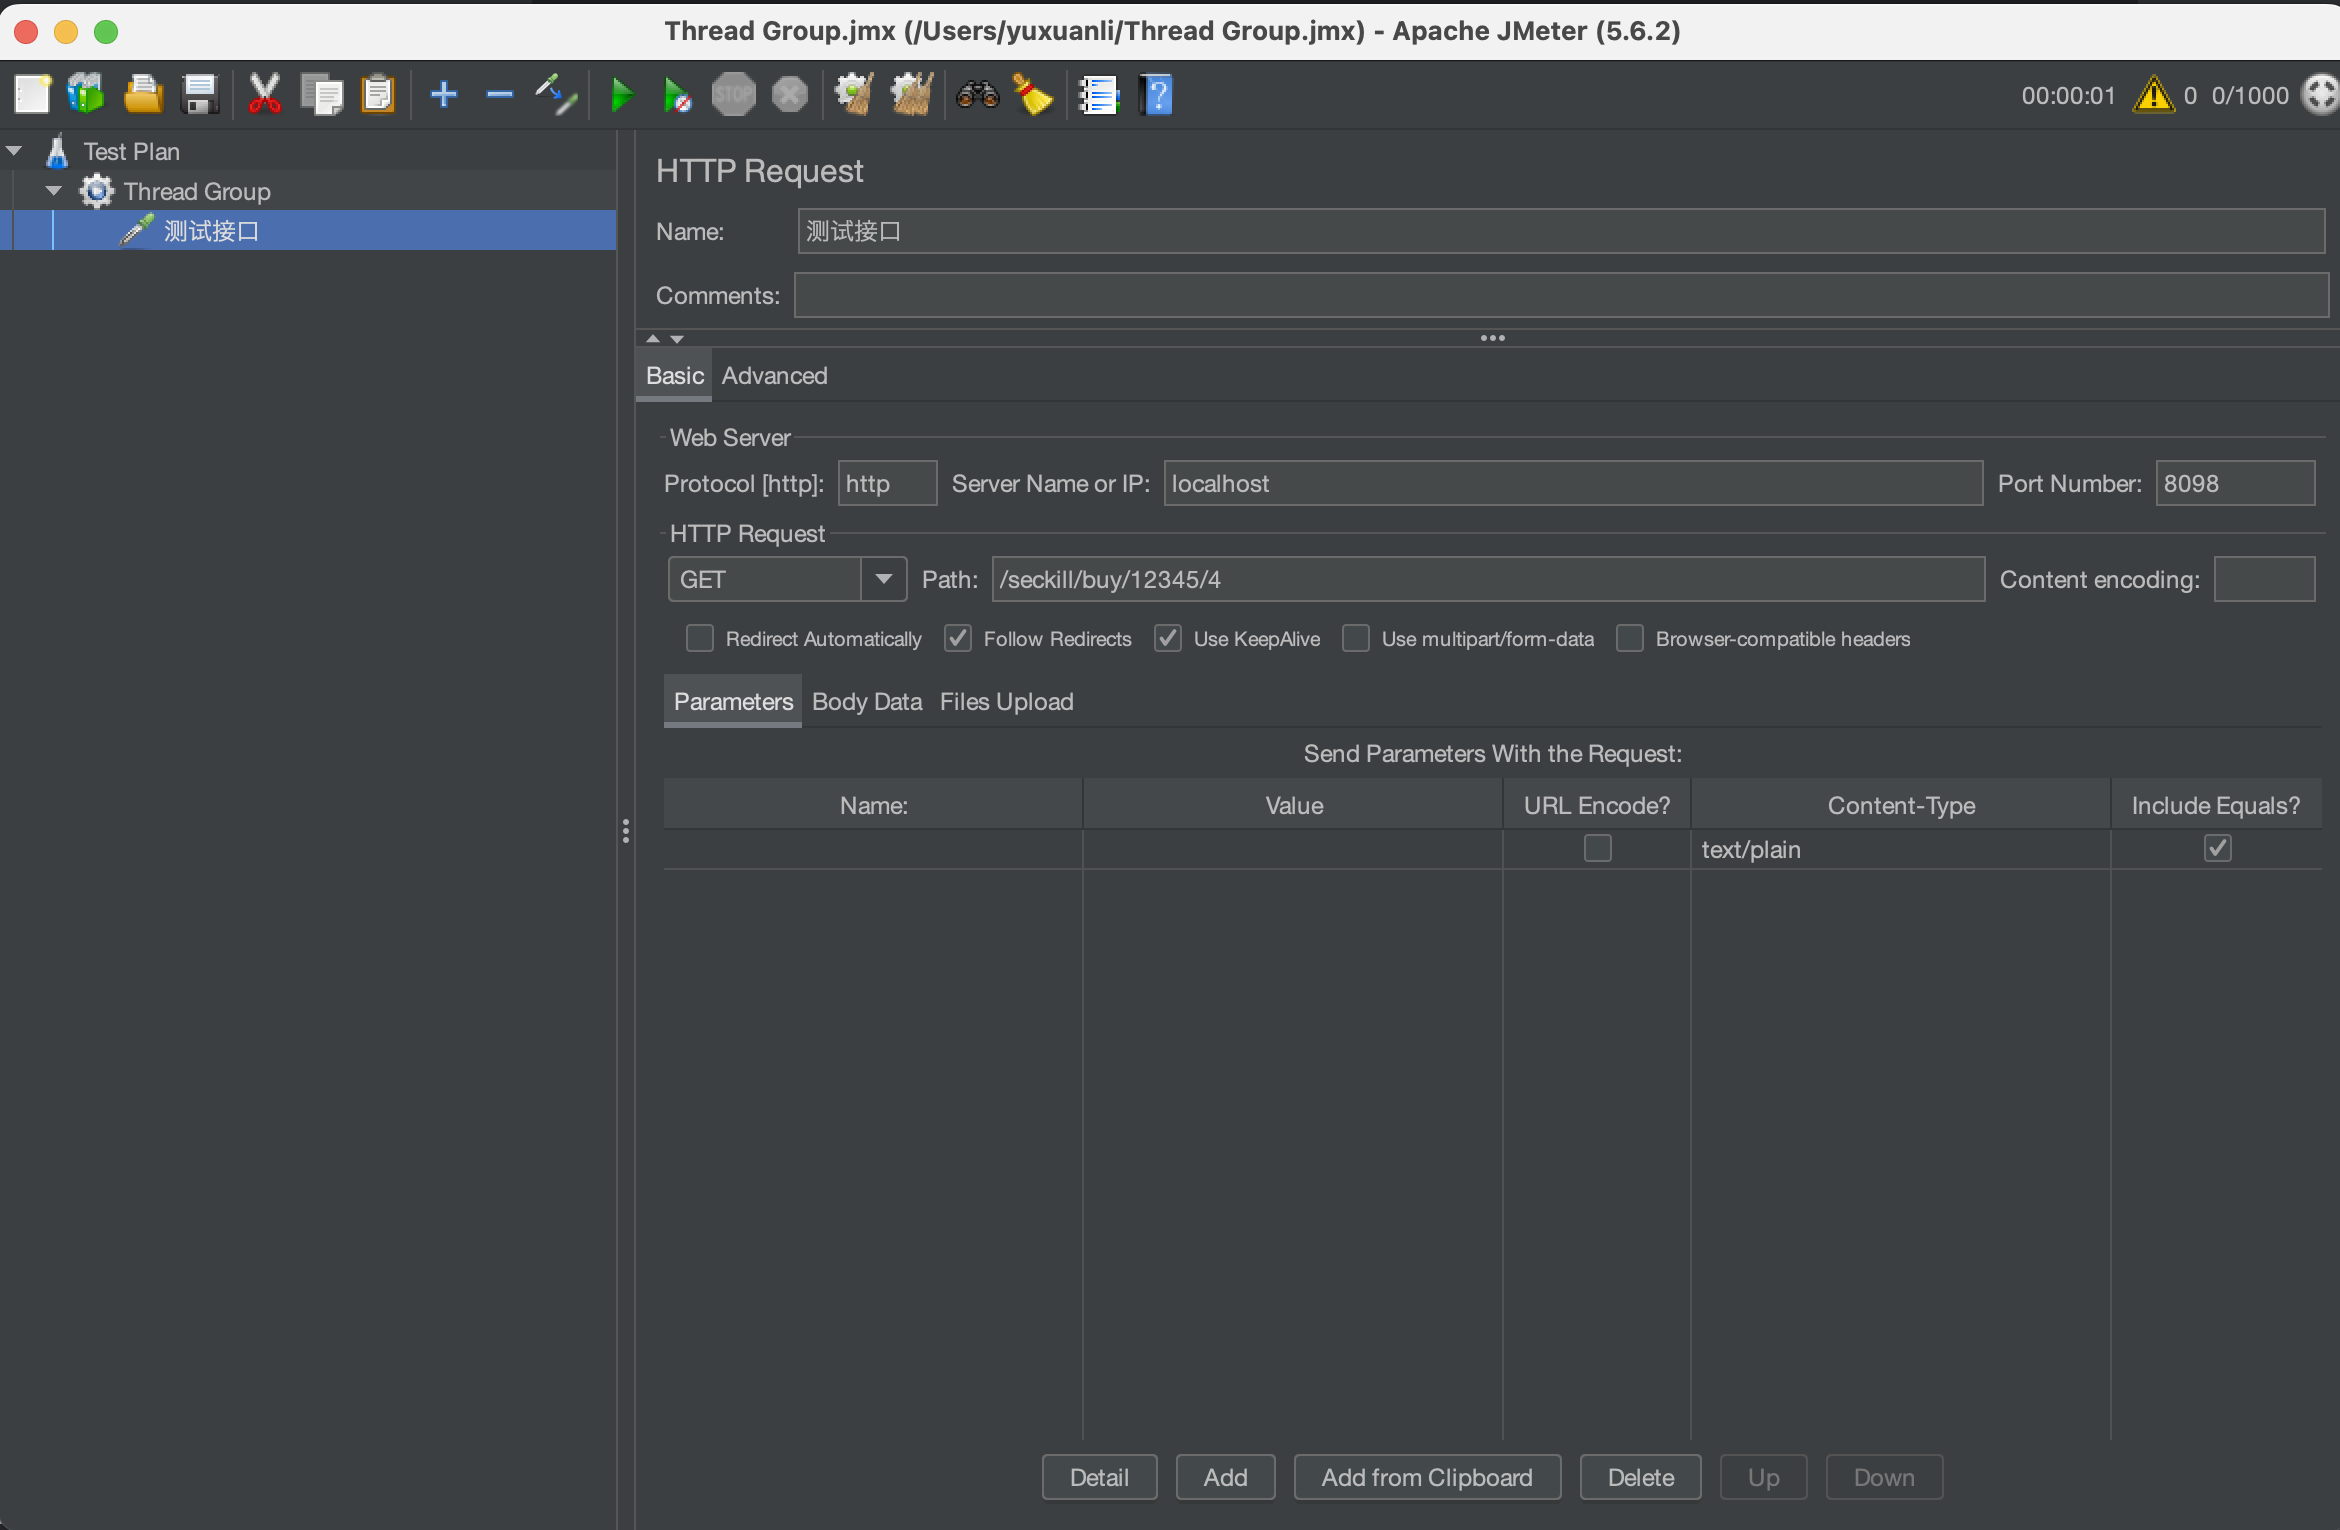 Thread Group.jmx (/Users/yuxuanli/Thread Group.jmx) - Apache JMeter (5.6.2)
STOP
00:00:01 0 0/1000
Test Plan
Thread Group
测试接口
HTTP Request
Name: 测试接口
Comments:
Basic Advanced
Web Server
Protocol [http]: http Server Name or IP: localhost Port Number: 8098
HTTP Request
GET Path: /seckill/buy/12345/4 Content encoding:
Redirect Automatically Follow Redirects Use KeepAlive Use multipart/form-data Browser-compatible headers
Parameters Body Data Files Upload
Send Parameters With the Request:
Name: Value URL Encode? Content-Type Include Equals?
text/plain
Detail Add Add from Clipboard Delete Up Down